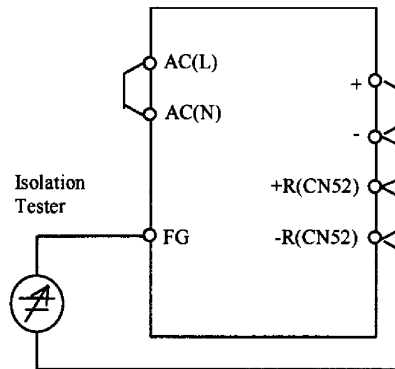 AC(L)
+
AC(N)
-
Isolation
Tester
+R(CN52)
FG
-R(CN52)